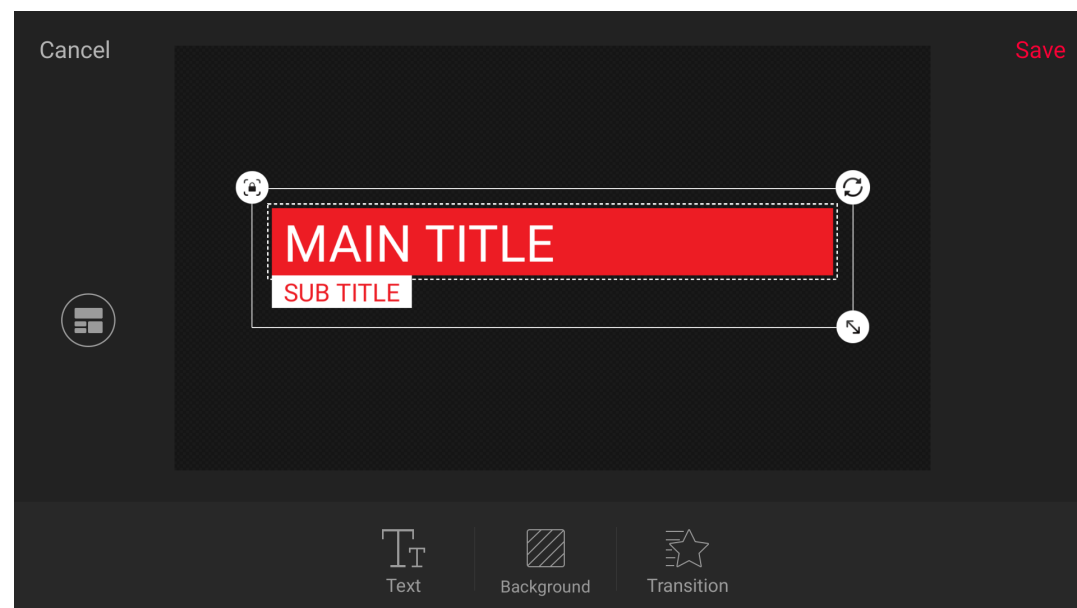 Cancel
Save
MAIN TITLE
SUB TITLE
Text
Background
Transition